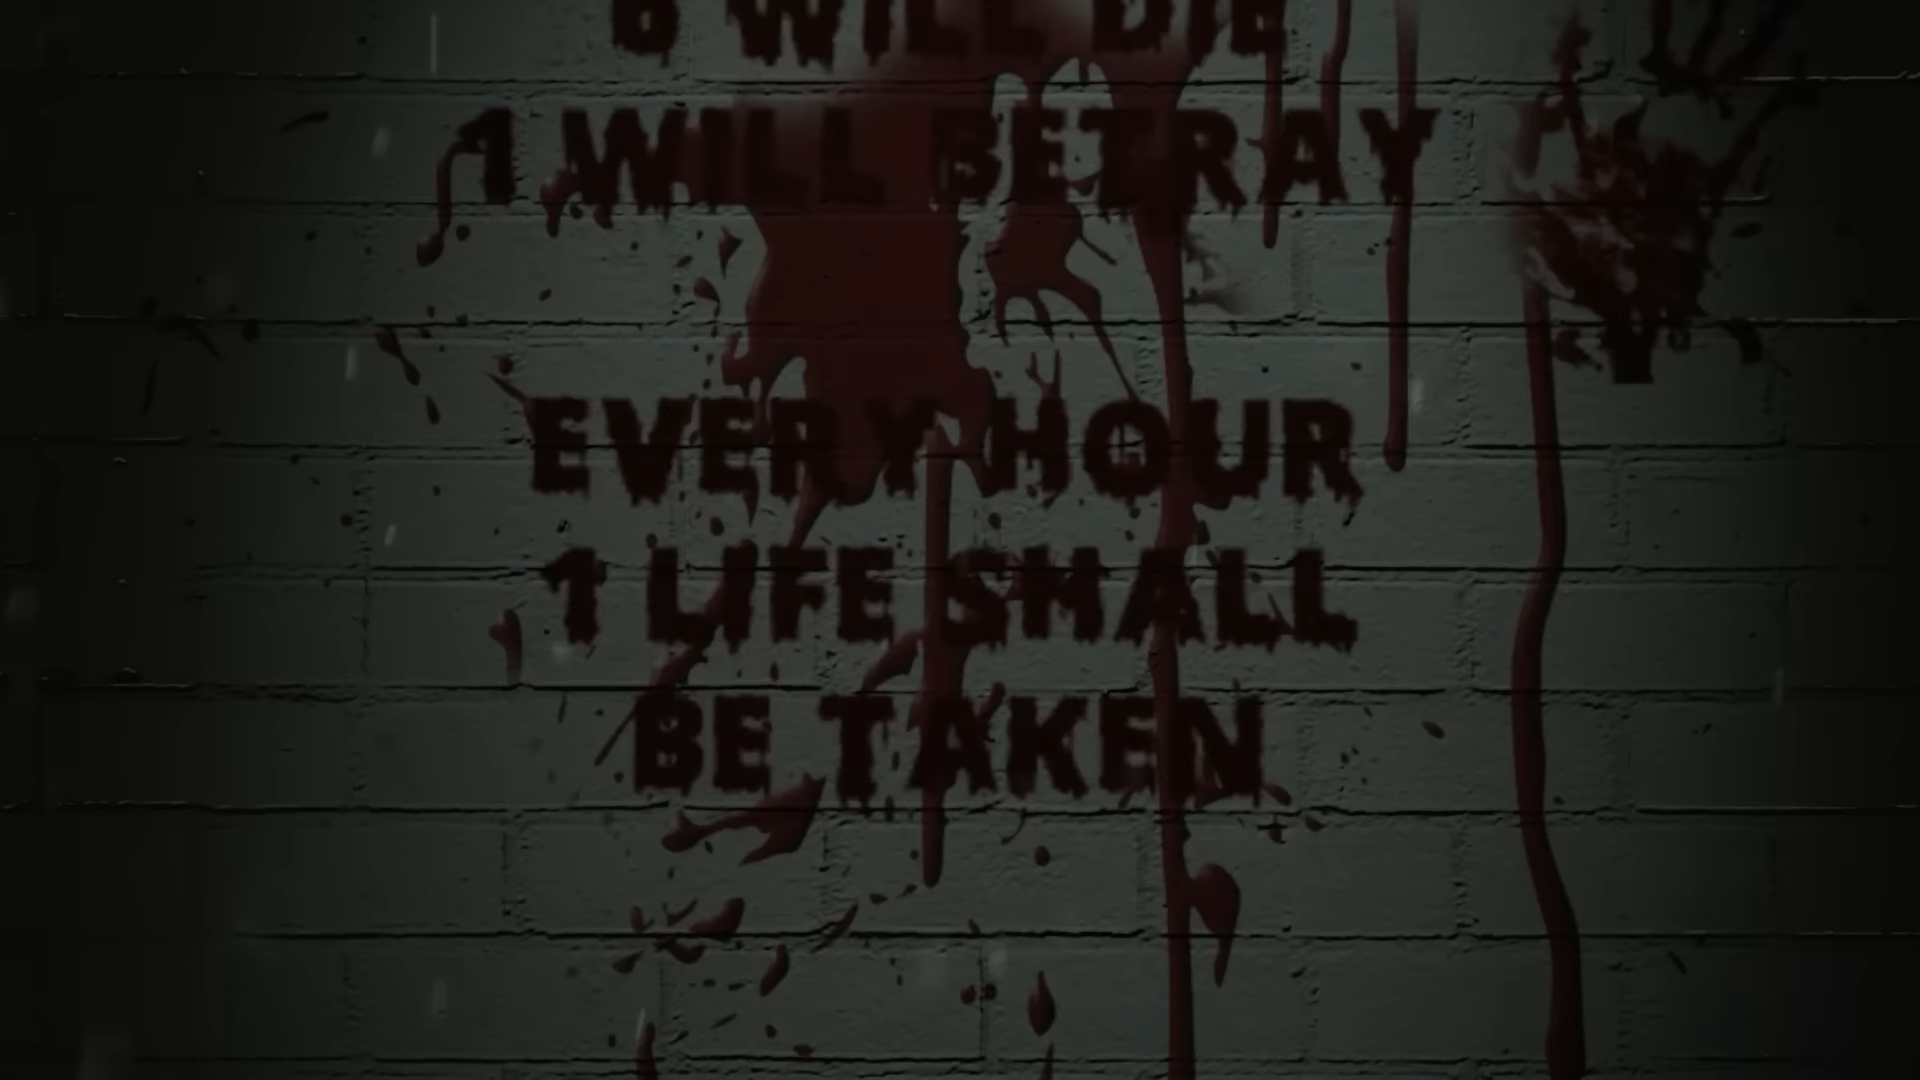 WILL DIE
1 WILL BETRAY
EVERY HOUR
1 LIFE SHALL
BE TAKEN